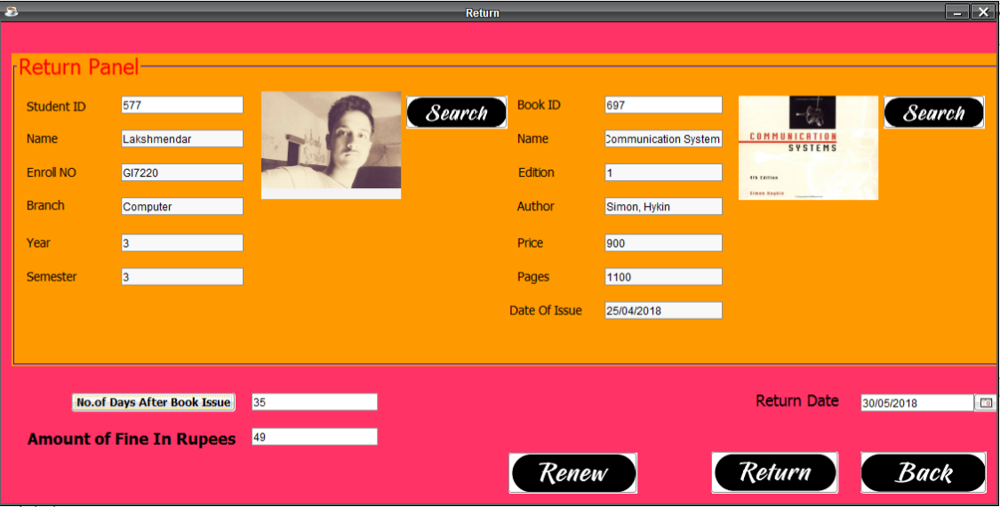 Return
Return Panel
Student ID 577
Search
Name Lakshmendar
Enroll NO GI7220
Branch Computer
Year 3
Semester 3
Book ID 697
Search
Name Communication System
Edition 1
Author Simon, Hykin
Price 900
Pages 1100
Date Of Issue 25/04/2018
COMMUNICATION
SYSTEMS
4th Edition
Simon Haykin
No.of Days After Book Issue 35
Return Date 30/05/2018
Amount of Fine In Rupees 49
Renew Return Back